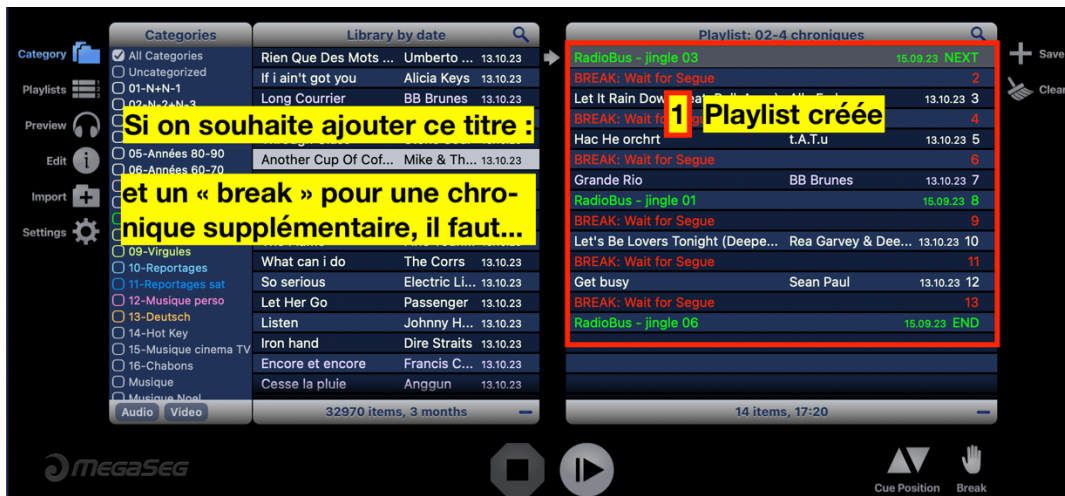 Categories
Library by date
Playlist: 02-4 chroniques
Category
Playlists
Preview
Edit
Import
Settings
All Categories
Uncategorized
01-N+N-1
02-N-2+N-3
05-Années 80-90
06-Années 60-70
09-Virgules
10-Reportages
11-Reportages sat
12-Musique perso
13-Deutsch
14-Hot Key
15-Musique cinema TV
16-Chabons
Musique
Musique Noel
Audio Video
Rien Que Des Mots ... Umberto ... 13.10.23
If i ain't got you Alicia Keys 13.10.23
Long Courrier BB Brunes 13.10.23
Si on souhaite ajouter ce titre :
Another Cup Of Cof... Mike & Th... 13.10.23
et un « break » pour une chro-
nique supplémentaire, il faut...
What can i do The Corrs 13.10.23
So serious Electric Li... 13.10.23
Let Her Go Passenger 13.10.23
Listen Johnny H... 13.10.23
Iron hand Dire Straits 13.10.23
Encore et encore Francis C... 13.10.23
Cesse la pluie Anggun 13.10.23
32970 items, 3 months
RadioBus - jingle 03 15.09.23 NEXT
BREAK: Wait for Segue 2
Let It Rain Dow 13.10.23 3
BREAK: Wa 4
1 Playlist créée
Hac He orchrt t.A.T.u 13.10.23 5
BREAK: Wait for Segue 6
Grande Rio BB Brunes 13.10.23 7
RadioBus - jingle 01 15.09.23 8
BREAK: Wait for Segue 9
Let's Be Lovers Tonight (Deepe... Rea Garvey & Dee... 13.10.23 10
BREAK: Wait for Segue 11
Get busy Sean Paul 13.10.23 12
BREAK: Wait for Segue 13
RadioBus - jingle 06 15.09.23 END
14 items, 17:20
Save
Clear
MegaSeg
Cue Position Break